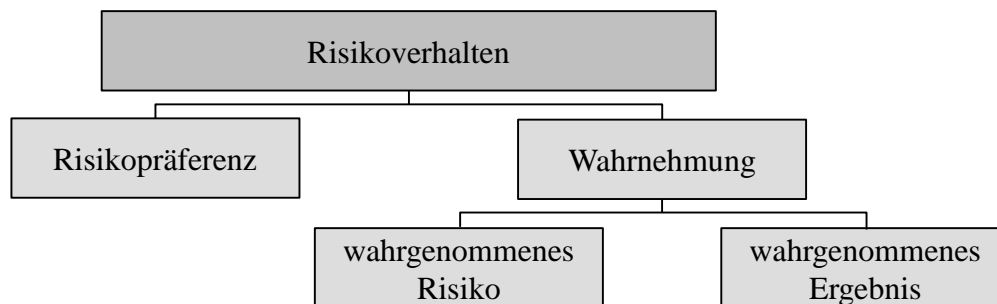 Risikoverhalten
Risikopräferenz
Wahrnehmung
wahrgenommenes
Risiko
wahrgenommenes
Ergebnis